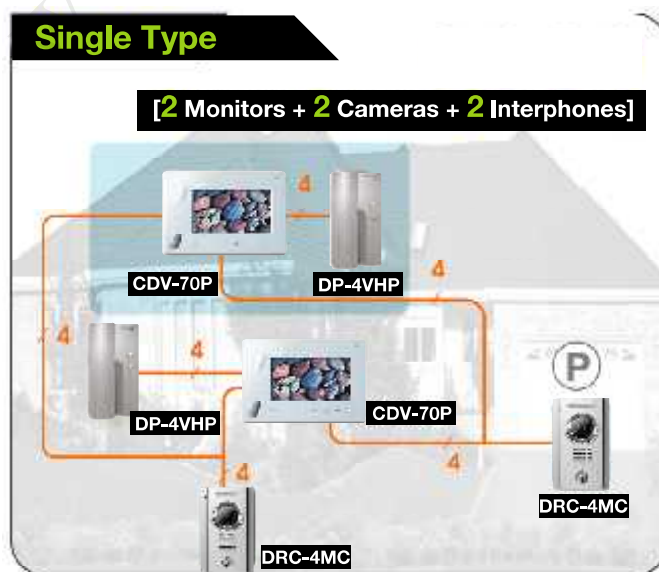 Single Type
[2 Monitors + 2 Cameras + 2 Interphones]
4
CDV-70P
DP-4VHP
4
4
4
DP-4VHP
CDV-70P
P
4
4
DRC-4MC
DRC-4MC